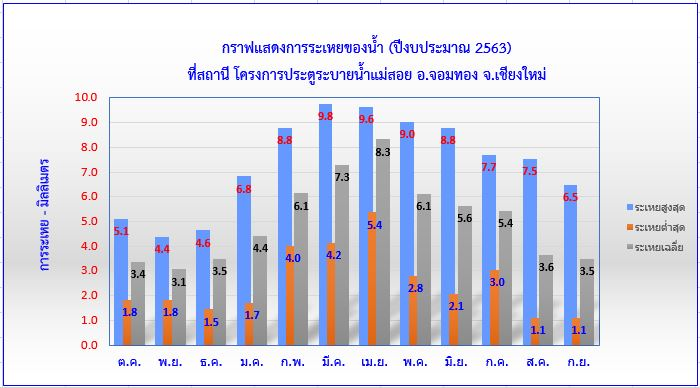 กราฟแสดงการระเหยของน้ำ (ปีงบประมาณ 2563)
ที่สถานี โครงการประตูระบายน้ำแม่สอย อ.จอมทอง จ.เชียงใหม่
การระเหย - มิลลิเมตร
10.0
9.0
8.0
7.0
6.0
5.0
4.0
3.0
2.0
1.0
0.0
5.1 4.4 4.6 6.8 8.8 9.8 9.6 9.0 8.8 7.7 7.5 6.5
1.8 1.8 1.5 1.7 4.0 4.2 5.4 2.8 2.1 3.0 1.1 1.1
3.4 3.1 3.5 4.4 6.1 7.3 8.3 6.1 5.6 5.4 3.6 3.5
ต.ค. พ.ย. ธ.ค. ม.ค. ก.พ. มี.ค. เม.ย. พ.ค. มิ.ย. ก.ค. ส.ค. ก.ย.
ระเหยสูงสุด
ระเหยต่ำสุด
ระเหยเฉลี่ย